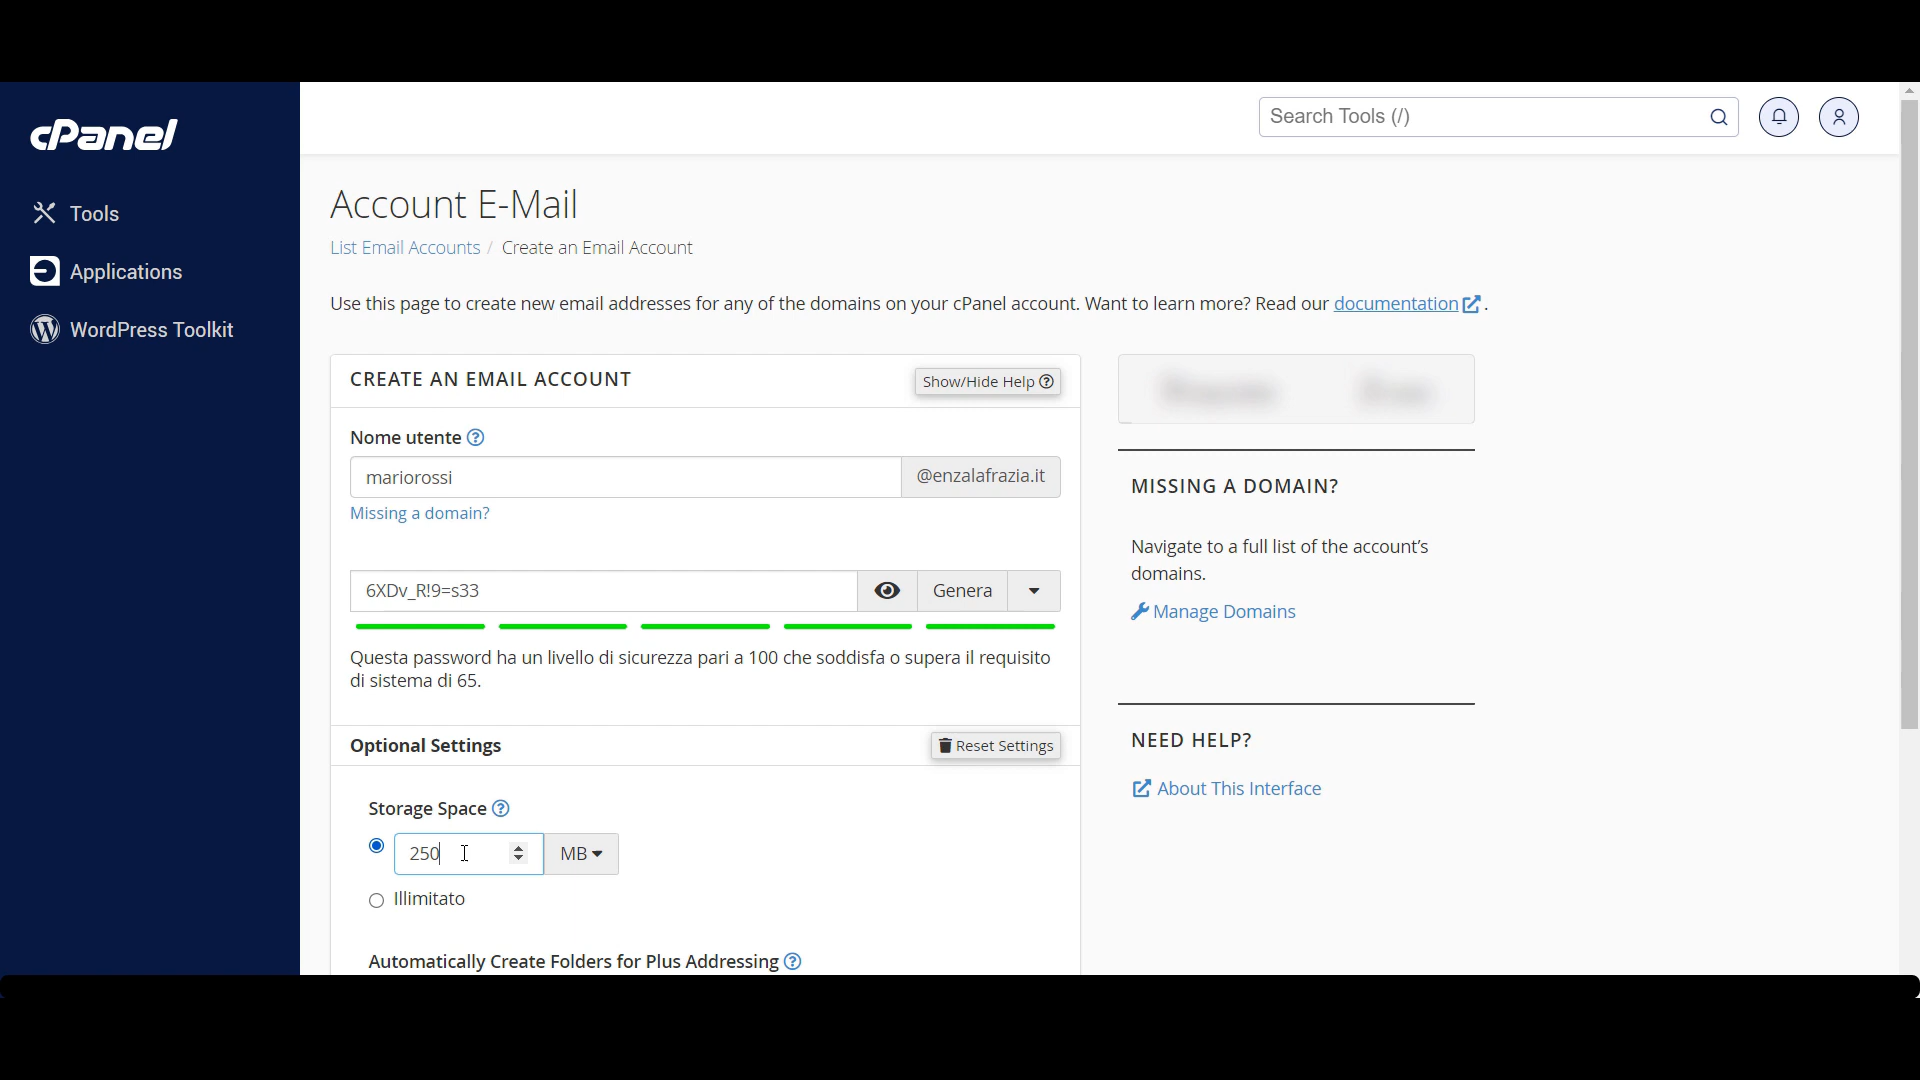 cPanel
Search Tools (/)
Tools
Applications
WordPress Toolkit
Account E-Mail
List Email Accounts / Create an Email Account
Use this page to create new email addresses for any of the domains on your cPanel account. Want to learn more? Read our documentation .
CREATE AN EMAIL ACCOUNT
Show/Hide Help
Nome utente
mariorossi
@enzalafrazia.it
Missing a domain?
6XDv_R!9=s33
Genera
Questa password ha un livello di sicurezza pari a 100 che soddisfa o supera il requisito
di sistema di 65.
Optional Settings
Reset Settings
Storage Space
250
MB
Illimitato
Automatically Create Folders for Plus Addressing
MISSING A DOMAIN?
Navigate to a full list of the account’s
domains.
Manage Domains
NEED HELP?
About This Interface